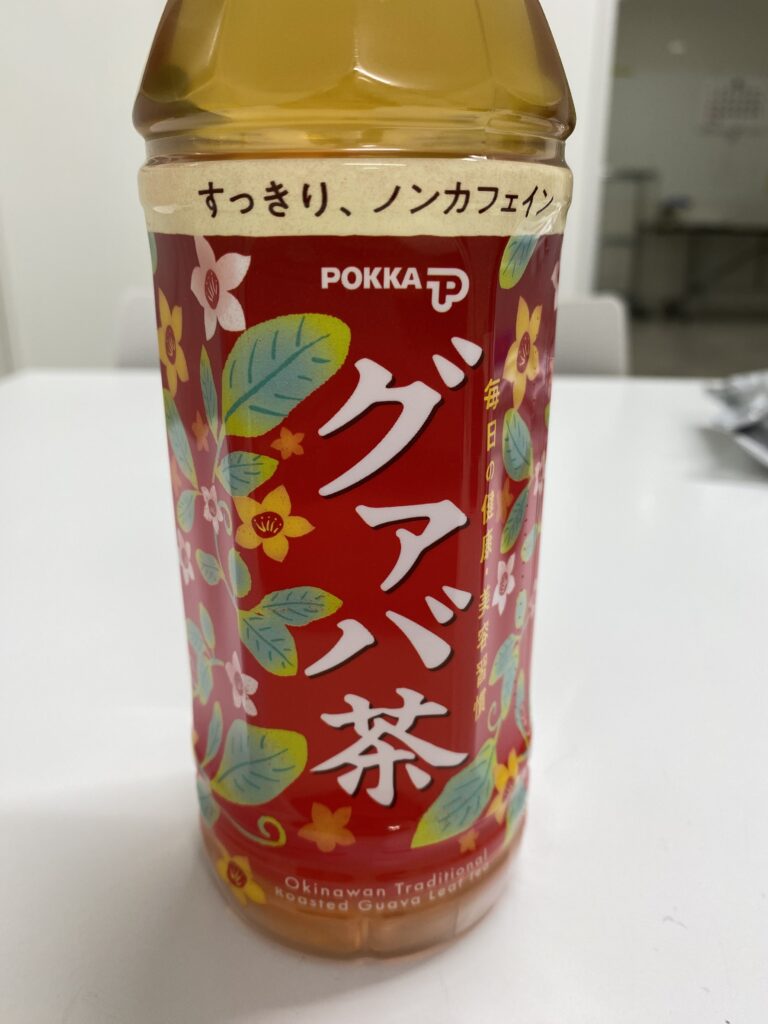 すっきり、ノンカフェイン
POKKA
グァバ茶
毎日の健康・美容習慣
Okinawan Traditional
Roasted Guava Leaf Tea